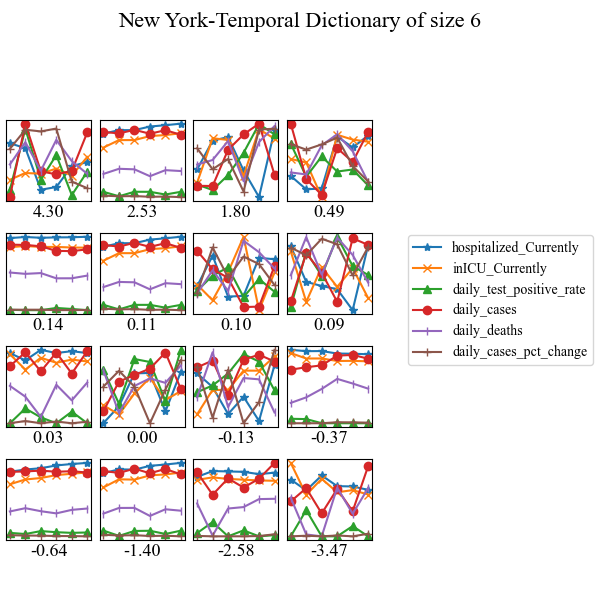 New York-Temporal Dictionary of size 6
4.30 2.53 1.80 0.49
0.14 0.11 0.10 0.09
0.03 0.00 -0.13 -0.37
-0.64 -1.40 -2.58 -3.47
hospitalized_Currently
inICU_Currently
daily_test_positive_rate
daily_cases
daily_deaths
daily_cases_pct_change